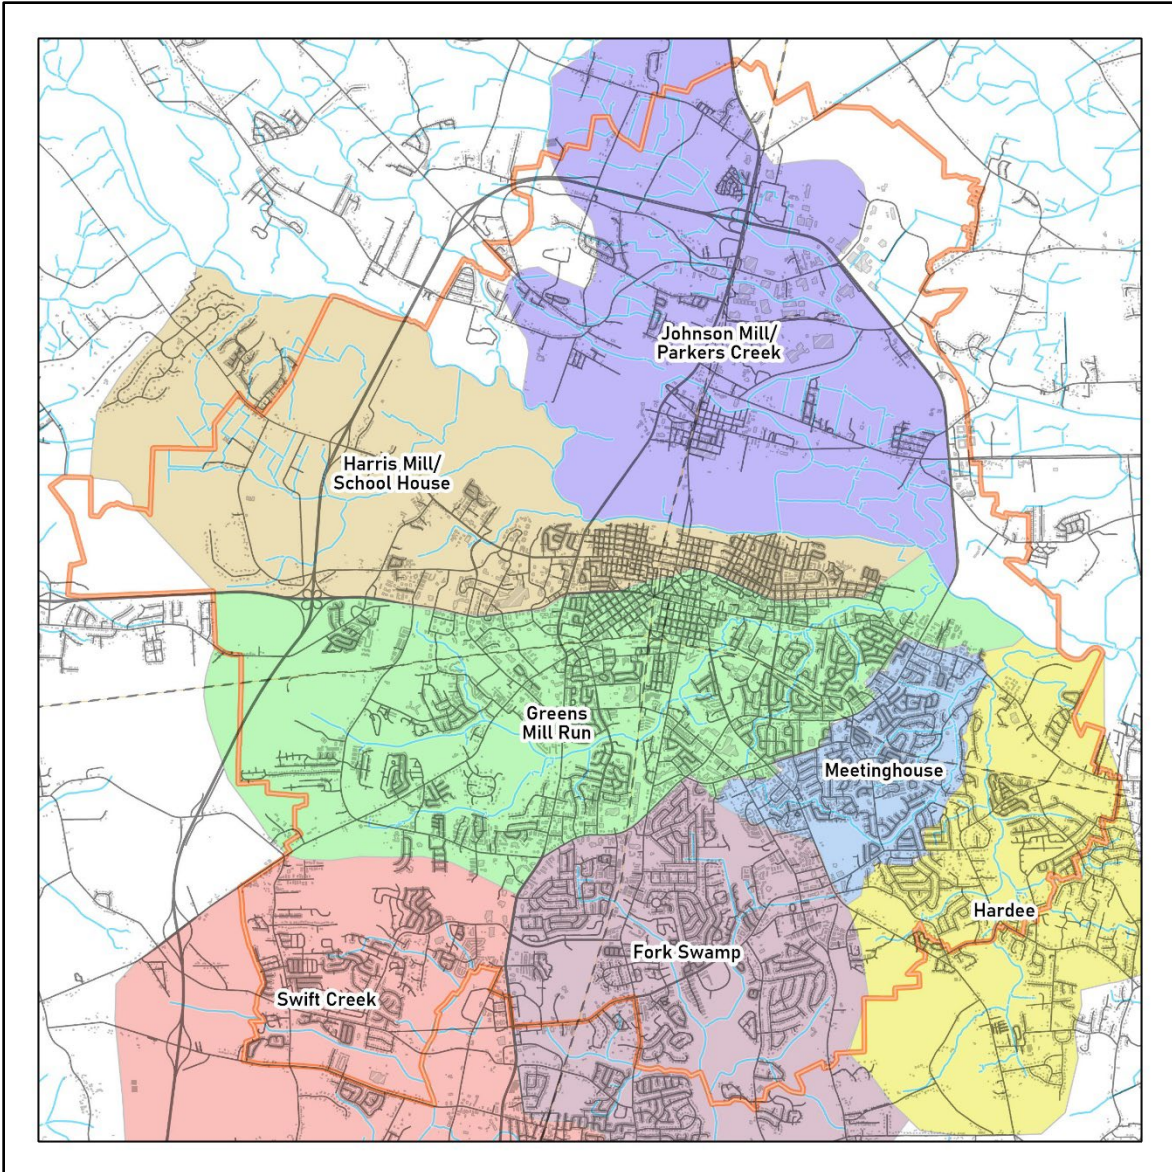 Johnson Mill/
Parkers Creek
Harris Mill/
School House
Greens
Mill Run
Meetinghouse
Hardee
Fork Swamp
Swift Creek